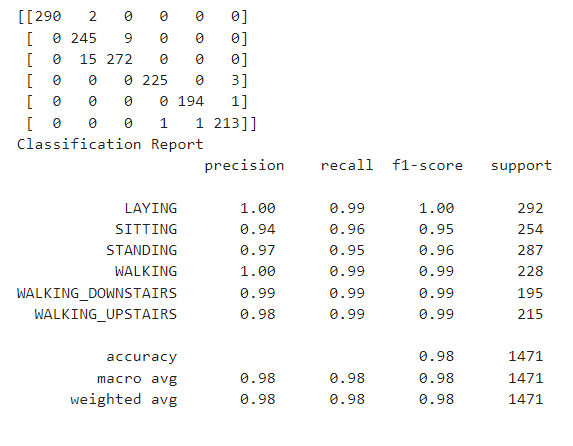 [[290   2   0   0   0   0]
 [  0 245   9   0   0   0]
 [  0  15 272   0   0   0]
 [  0   0   0 225   0   3]
 [  0   0   0   0 194   1]
 [  0   0   0   1   1 213]]
Classification Report
                    precision    recall  f1-score   support

            LAYING       1.00      0.99      1.00       292
           SITTING       0.94      0.96      0.95       254
          STANDING       0.97      0.95      0.96       287
           WALKING       1.00      0.99      0.99       228
WALKING_DOWNSTAIRS       0.99      0.99      0.99       195
  WALKING_UPSTAIRS       0.98      0.99      0.99       215

          accuracy                           0.98      1471
         macro avg       0.98      0.98      0.98      1471
      weighted avg       0.98      0.98      0.98      1471